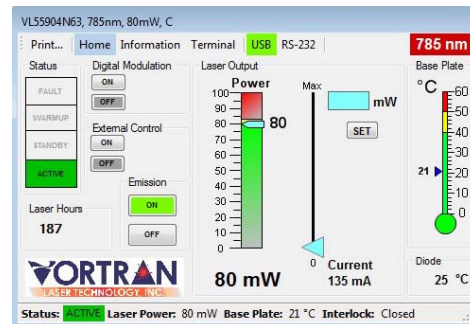 VL55904N63, 785nm, 80mW, C
Print... Home Information Terminal USB RS-232 785 nm
Status Digital Modulation Laser Output Base Plate
FAULT
WARMUP
STANDBY
ACTIVE
ON
OFF
External Control
ON
OFF
Emission
ON
OFF
Laser Hours
187
VORTRAN
LASER TECHNOLOGY, INC.
Power
100
90
80
70
60
50
40
30
20
10
0
80
80 mW
Max
0
mW
SET
Current
135 mA
°C
60
50
40
30
20
10
0
21
Diode
25 °C
Status: ACTIVE Laser Power: 80 mW Base Plate: 21 °C Interlock: Closed